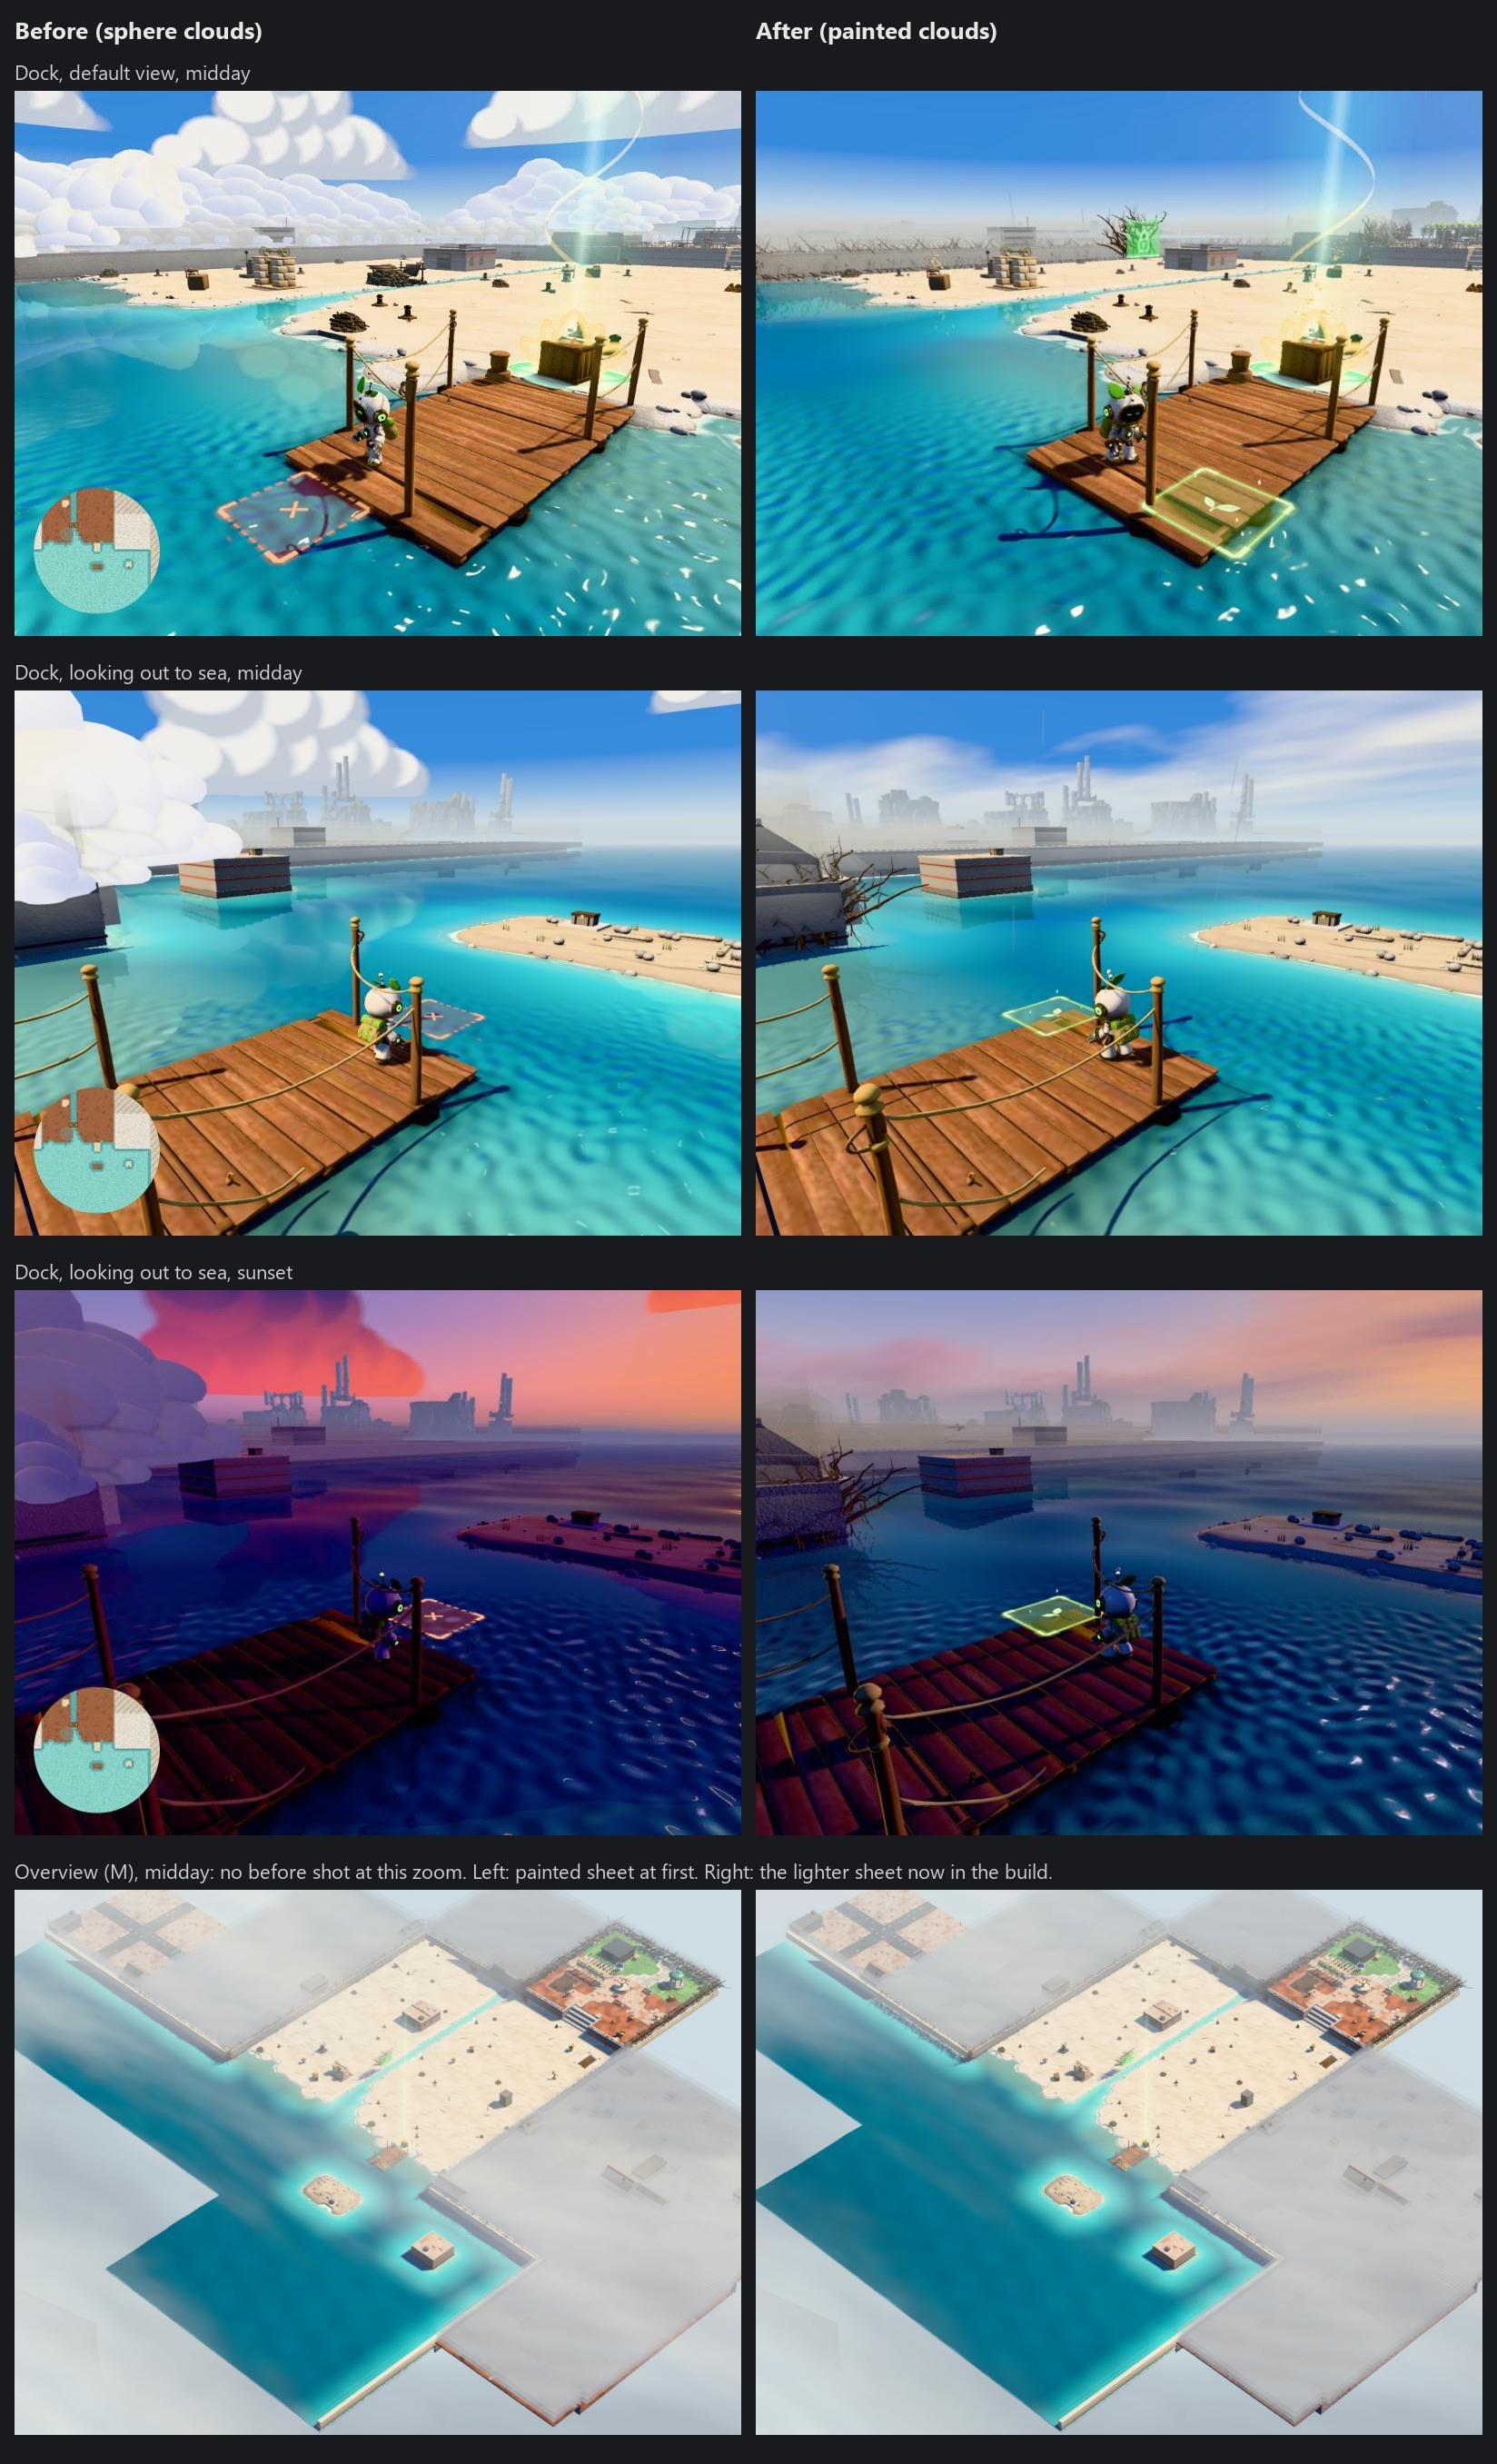 Before (sphere clouds)
After (painted clouds)
Dock, default view, midday
Dock, looking out to sea, midday
Dock, looking out to sea, sunset
Overview (M), midday: no before shot at this zoom. Left: painted sheet at first. Right: the lighter sheet now in the build.